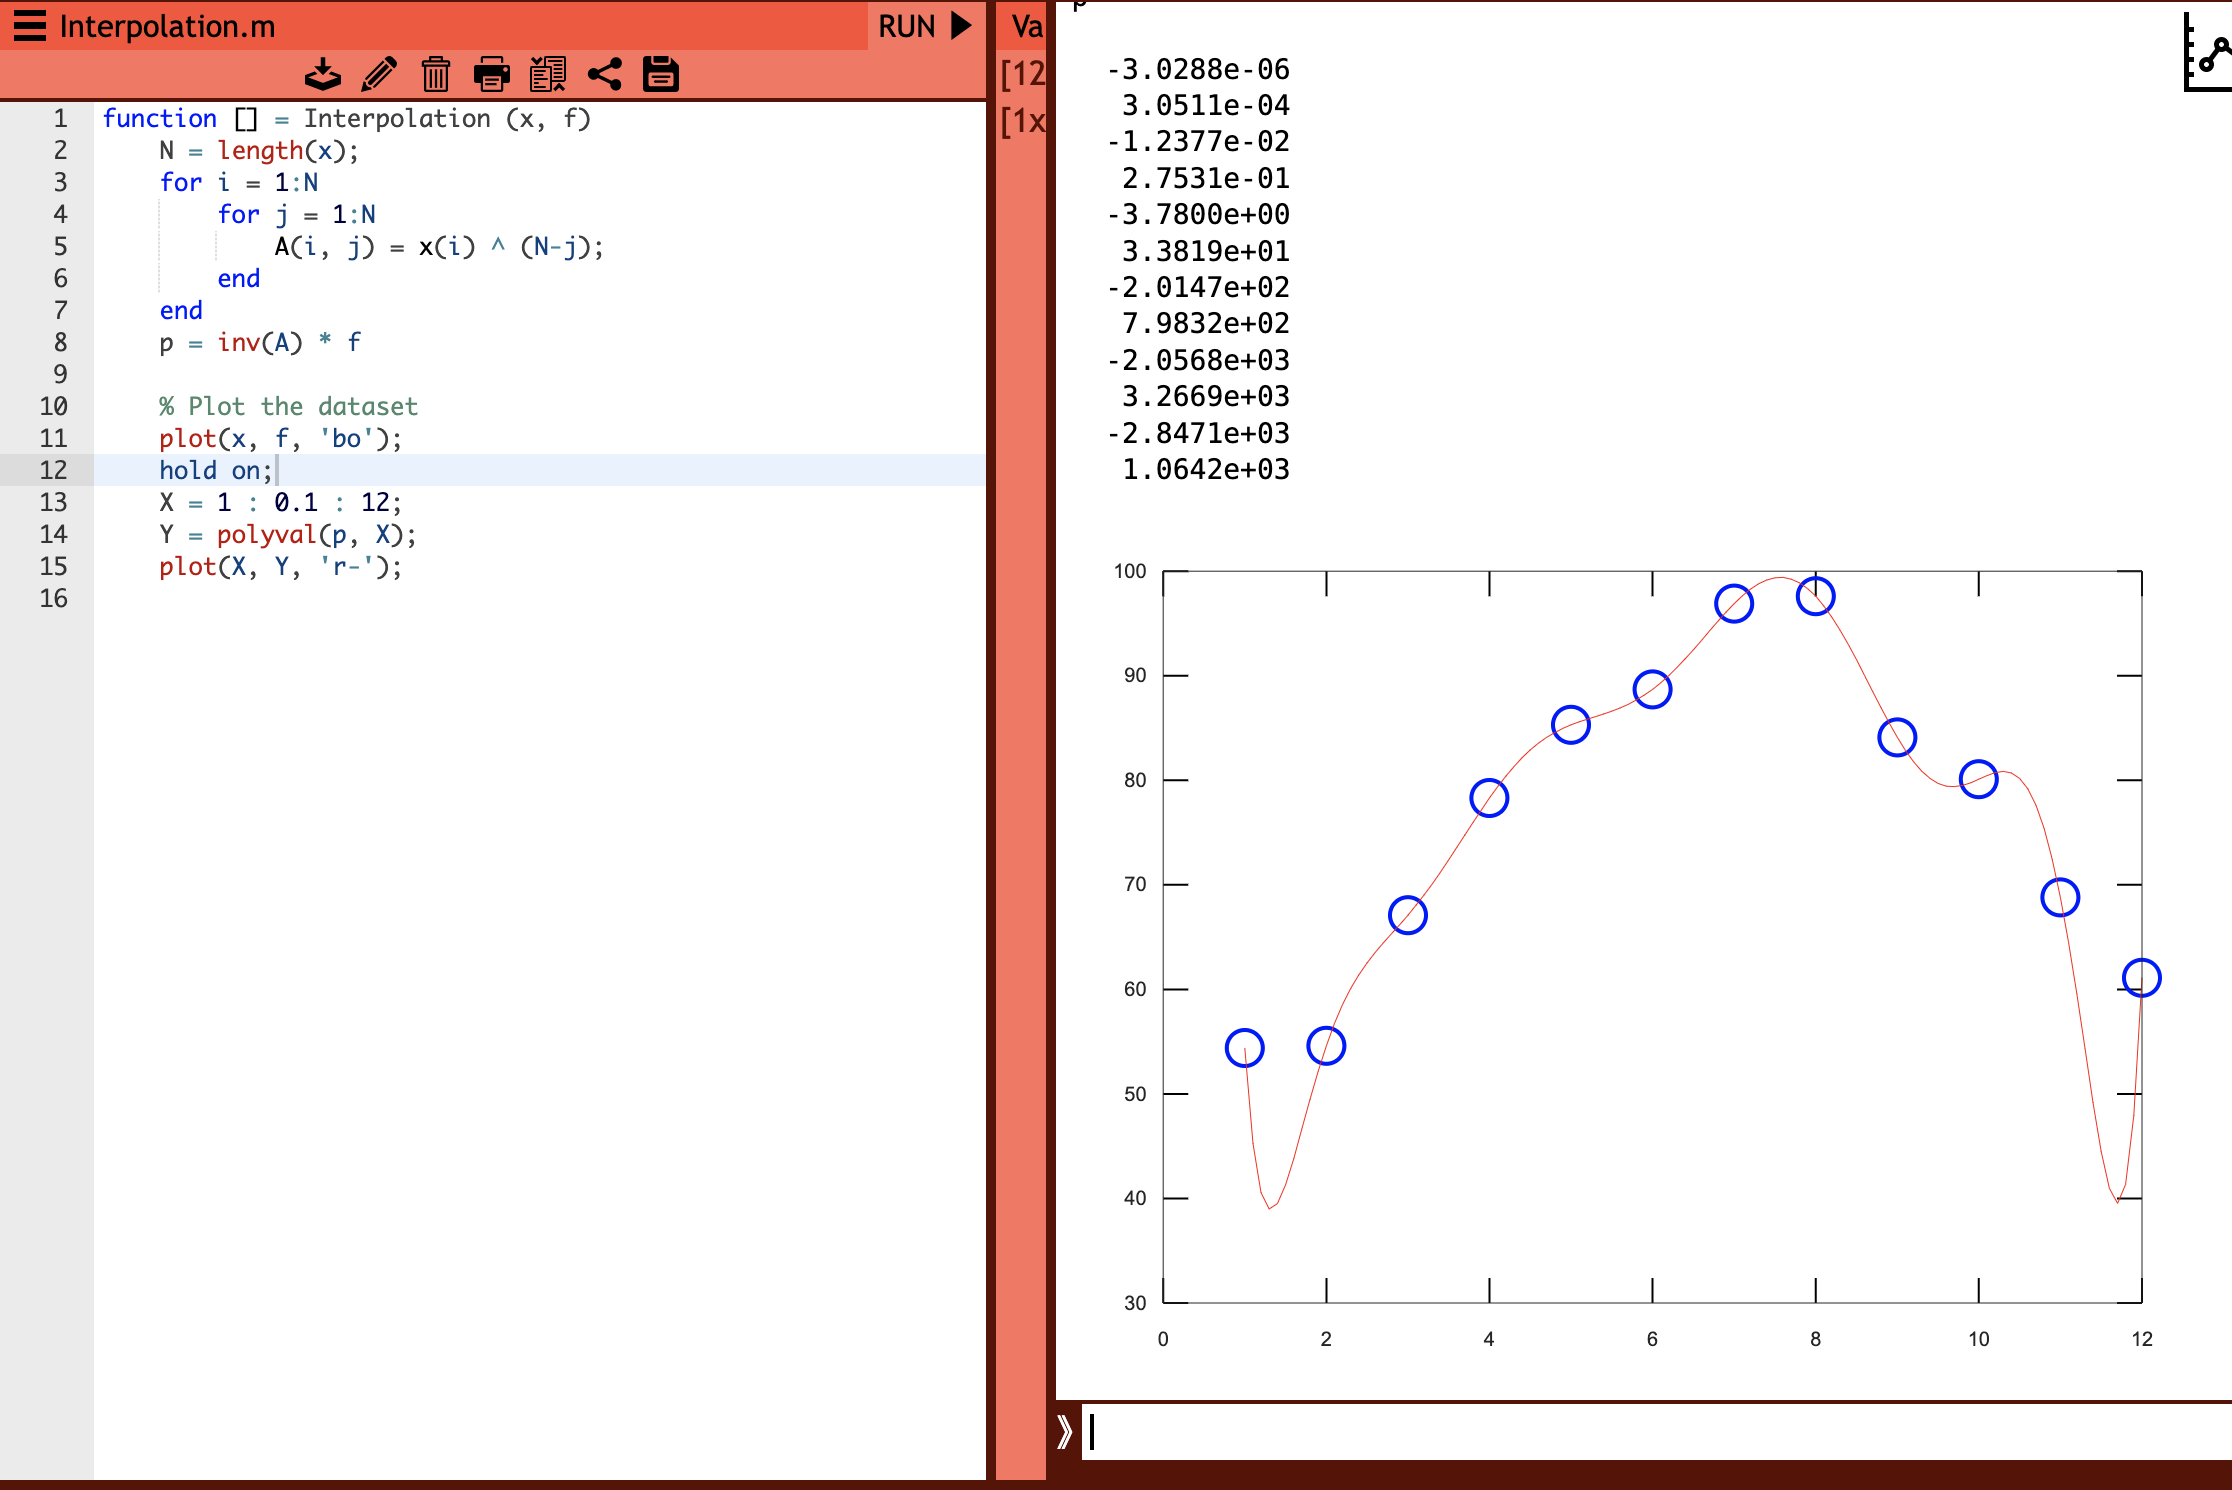 Interpolation.m
RUN
1 function [] = Interpolation (x, f)
2 N = length(x);
3 for i = 1:N
4 for j = 1:N
5 A(i, j) = x(i) ^ (N-j);
6 end
7 end
8 p = inv(A) * f
9
10 % Plot the dataset
11 plot(x, f, 'bo');
12 hold on;
13 X = 1 : 0.1 : 12;
14 Y = polyval(p, X);
15 plot(X, Y, 'r-');
16
Va
[12
[1x
-3.0288e-06
3.0511e-04
-1.2377e-02
2.7531e-01
-3.7800e+00
3.3819e+01
-2.0147e+02
7.9832e+02
-2.0568e+03
3.2669e+03
-2.8471e+03
1.0642e+03
100
90
80
70
60
50
40
30
0 2 4 6 8 10 12